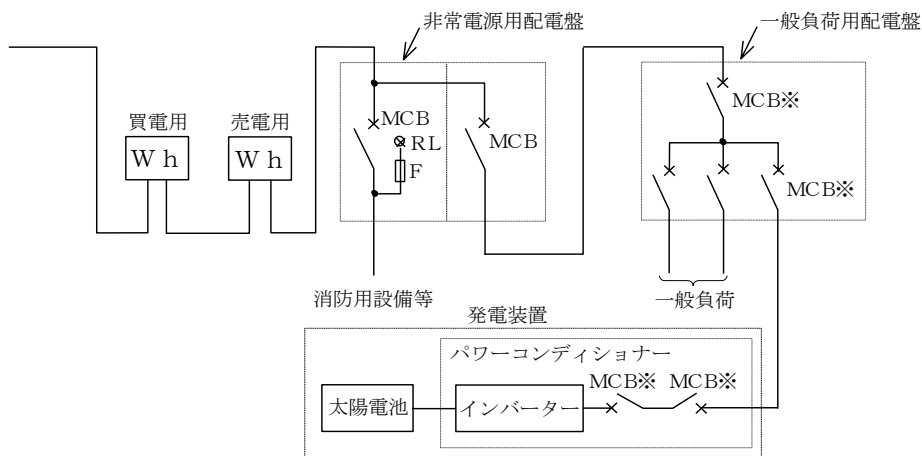 非常電源用配電盤
一般負荷用配電盤
買電用
Ｗｈ
売電用
Ｗｈ
MCB
RL
F
MCB
MCB※
MCB※
消防用設備等
一般負荷
発電装置
パワーコンディショナー
MCB※ MCB※
太陽電池
インバーター